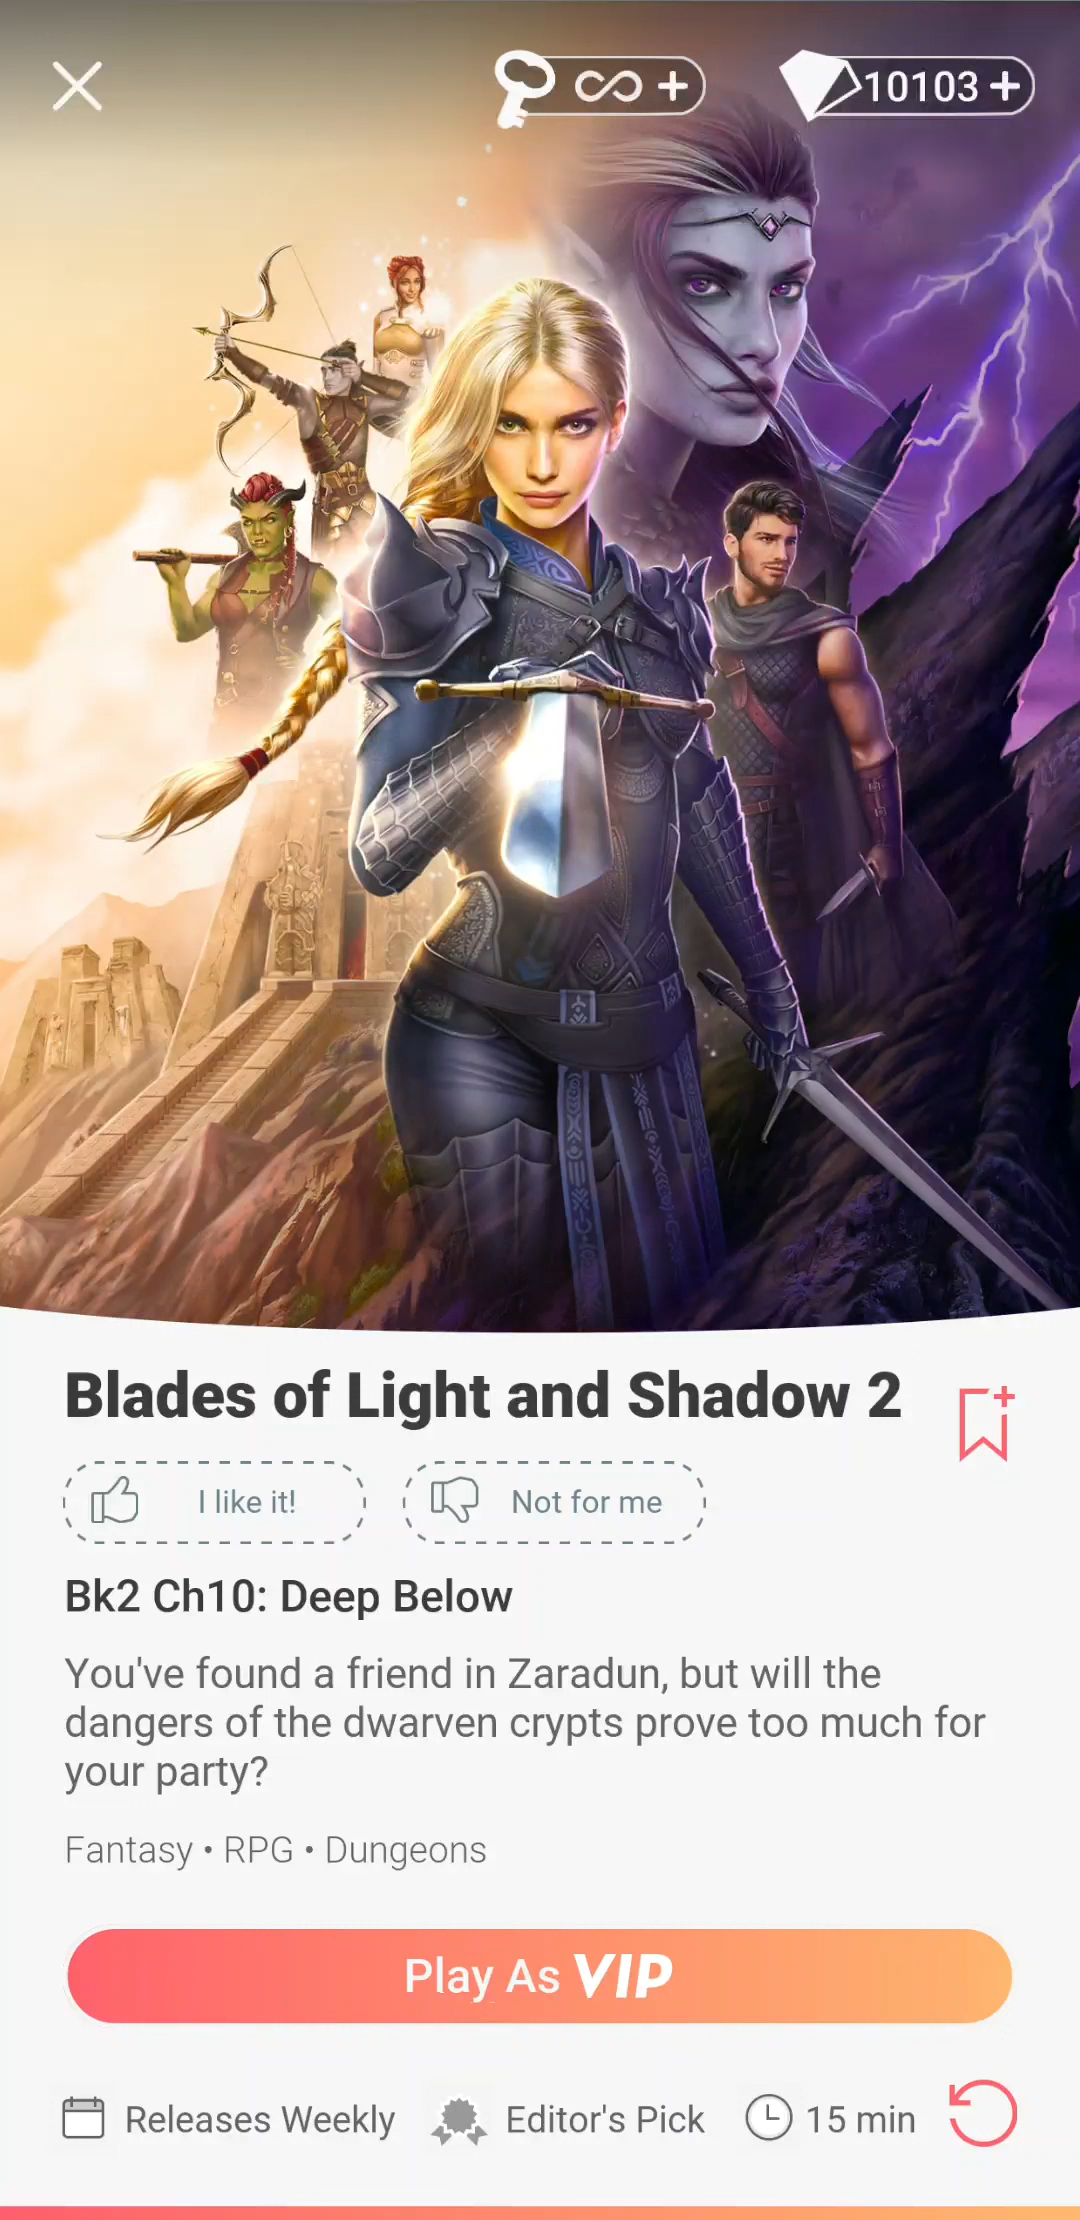 ∞ +
10103 +
Blades of Light and Shadow 2
I like it!
Not for me
Bk2 Ch10: Deep Below
You've found a friend in Zaradun, but will the
dangers of the dwarven crypts prove too much for
your party?
Fantasy • RPG • Dungeons
Play As VIP
Releases Weekly
Editor's Pick
15 min